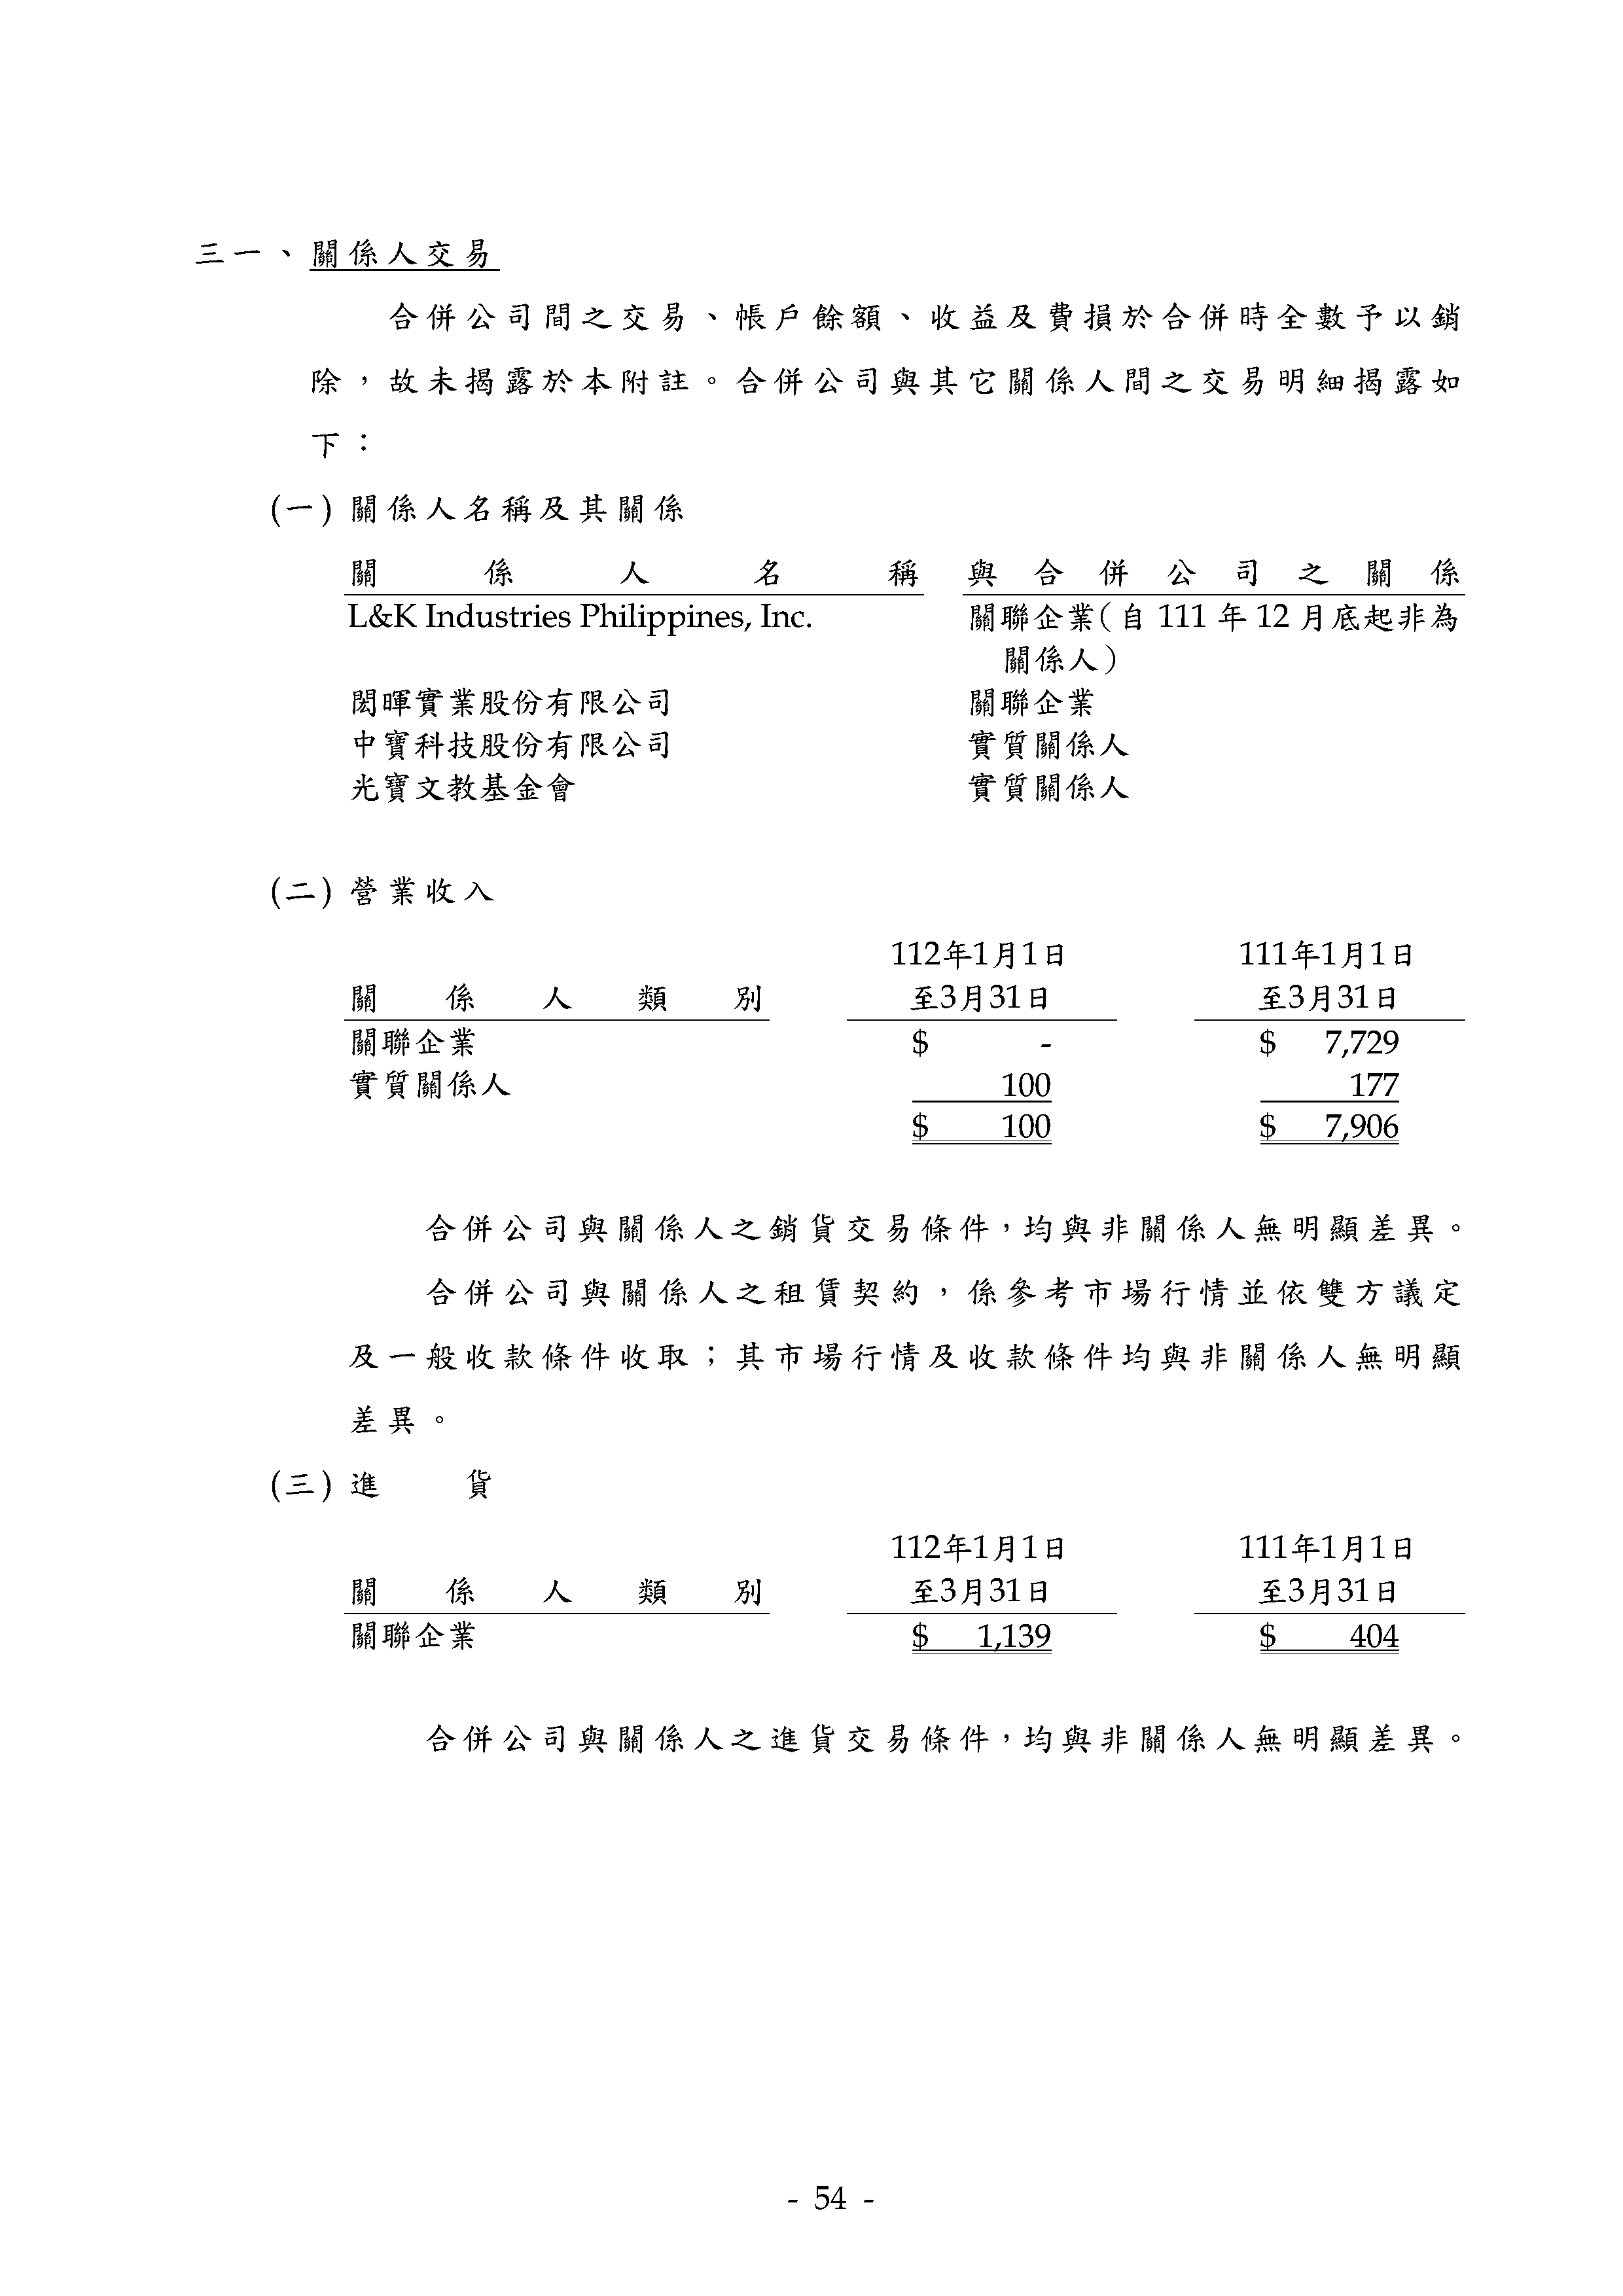 三一、關係人交易
合併公司間之交易、帳戶餘額、收益及費損於合併時全數予以銷
除，故未揭露於本附註。合併公司與其它關係人間之交易明細揭露如
下：
(一) 關係人名稱及其關係
關係人名稱 與合併公司之關係
L&K Industries Philippines, Inc. 關聯企業(自 111 年 12 月底起非為
關係人)
閎暉實業股份有限公司 關聯企業
中寶科技股份有限公司 實質關係人
光寶文教基金會 實質關係人
(二) 營業收入
112年1月1日 111年1月1日
關係人類別 至3月31日 至3月31日
關聯企業 $ - $ 7,729
實質關係人 100 177
$ 100 $ 7,906
合併公司與關係人之銷貨交易條件，均與非關係人無明顯差異。
合併公司與關係人之租賃契約，係參考市場行情並依雙方議定
及一般收款條件收取；其市場行情及收款條件均與非關係人無明顯
差異。
(三) 進貨
112年1月1日 111年1月1日
關係人類別 至3月31日 至3月31日
關聯企業 $ 1,139 $ 404
合併公司與關係人之進貨交易條件，均與非關係人無明顯差異。
- 54 -